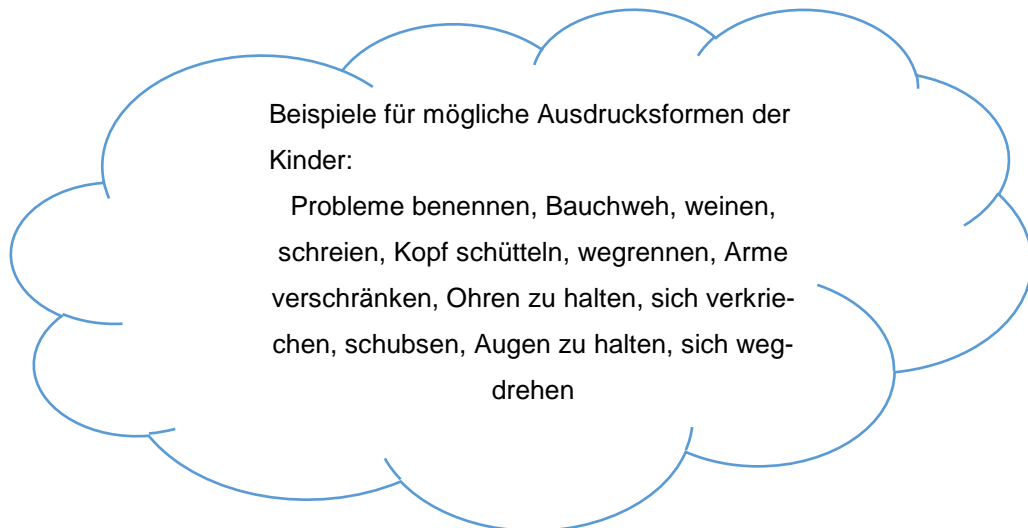 Beispiele für mögliche Ausdrucksformen der
Kinder:
Probleme benennen, Bauchweh, weinen,
schreien, Kopf schütteln, wegrennen, Arme
verschränken, Ohren zu halten, sich verkrie-
chen, schubsen, Augen zu halten, sich weg-
drehen